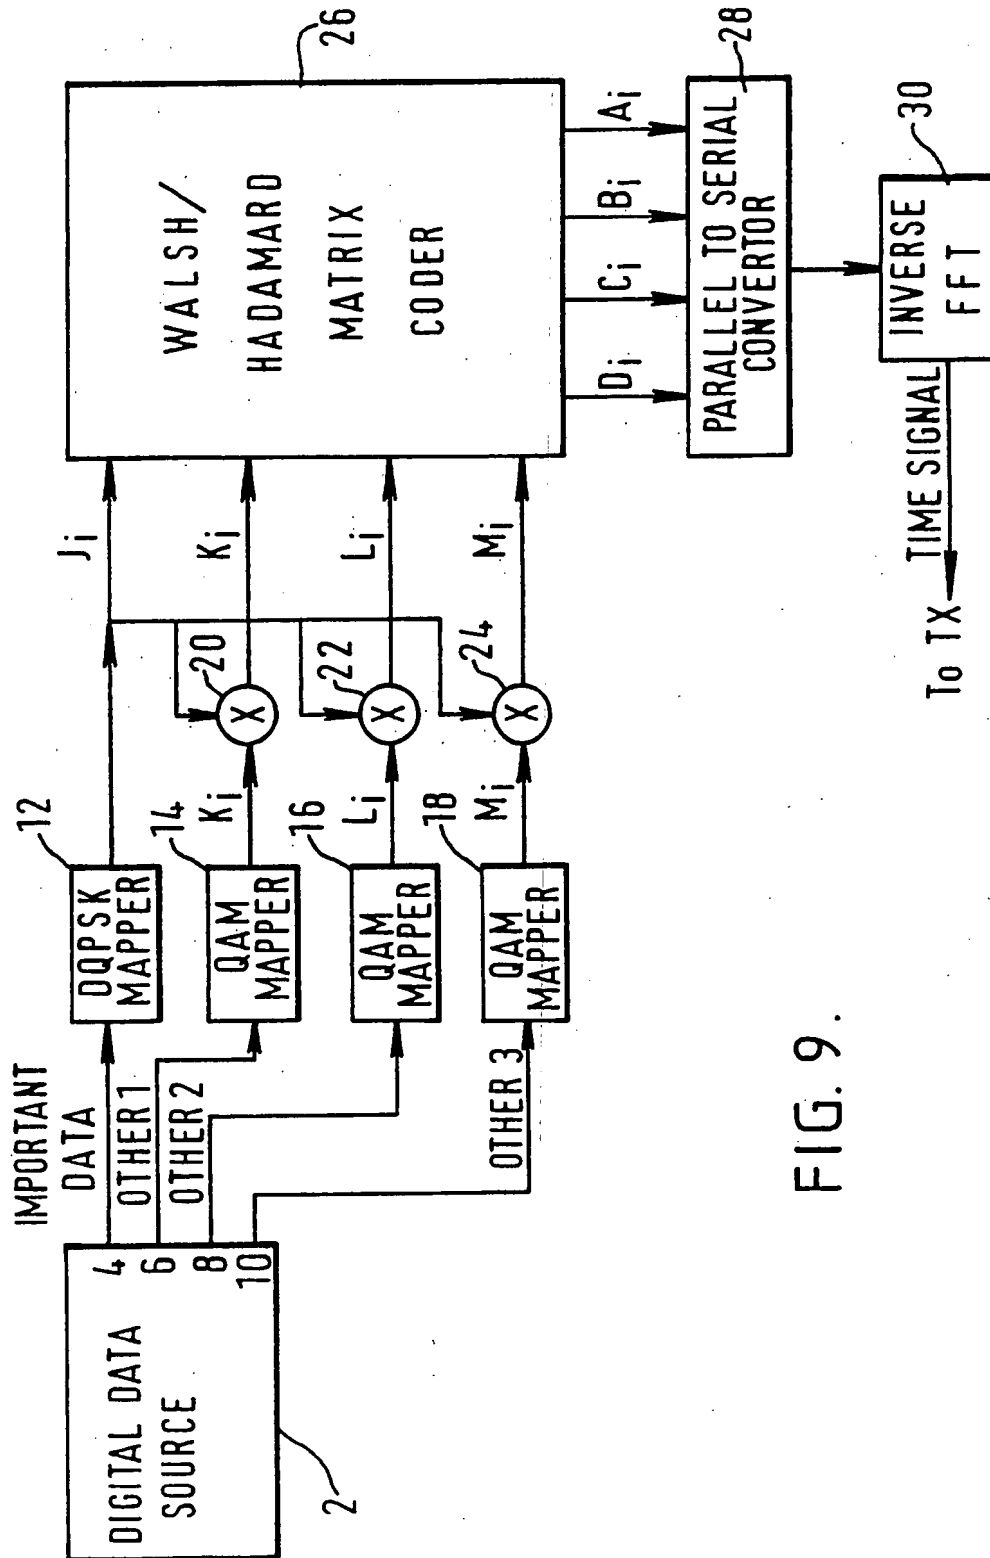 DIGITAL DATA
SOURCE
2
4
6
8
10
IMPORTANT
DATA
OTHER 1
OTHER 2
OTHER 3
DQPSK
MAPPER
12
QAM
MAPPER
14
QAM
MAPPER
16
QAM
MAPPER
18
Ki
Li
Mi
X
20
X
22
X
24
Ji
Ki
Li
Mi
WALSH/
HADAMARD
MATRIX
CODER
26
Di
Ci
Bi
Ai
PARALLEL TO SERIAL
CONVERTOR
28
INVERSE
FFT
30
TIME SIGNAL
To TX
FIG. 9.